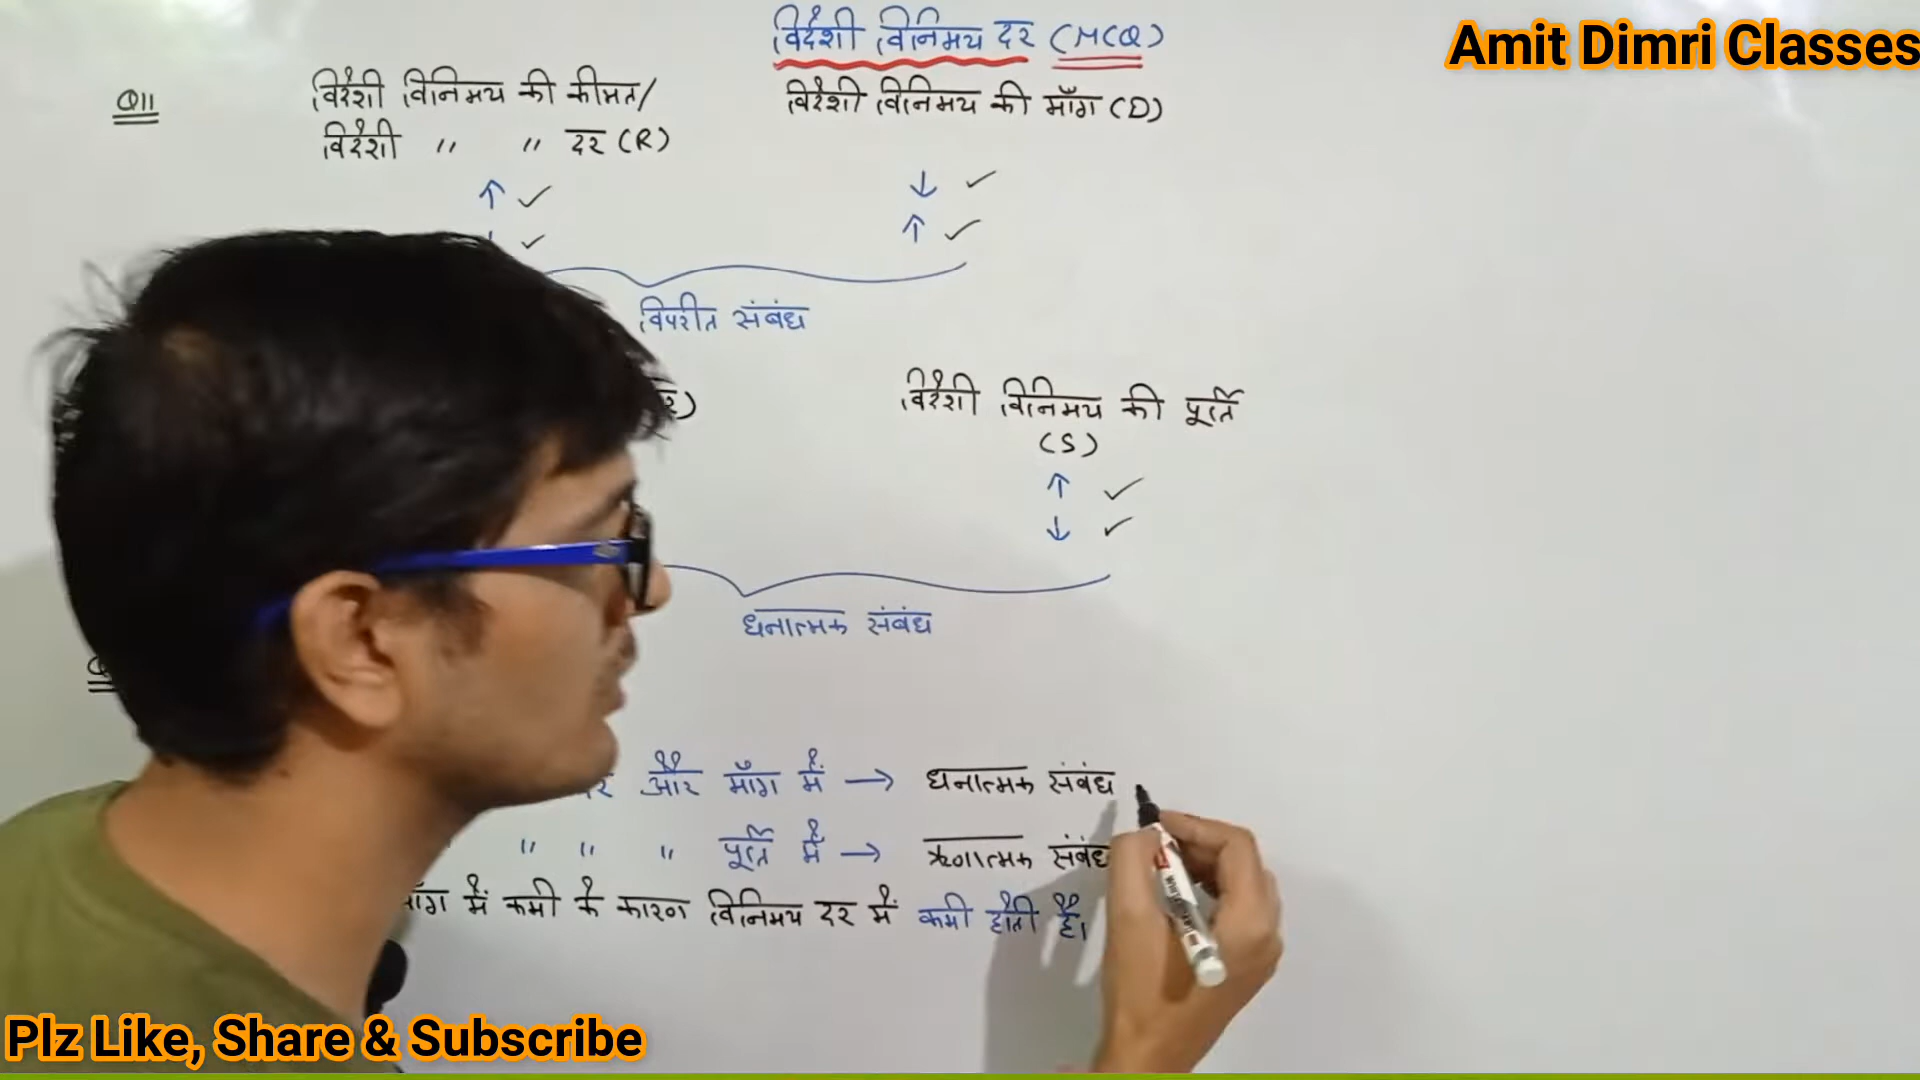 विदेशी विनिमय दर (MCQ)
Amit Dimri Classes
Q11
विदेशी विनिमय की कीमत/
विदेशी " " दर (R)
विदेशी विनिमय की माँग (D)
↑ ✓
↓ ✓
✓
↑ ✓
विपरीत संबंध
विदेशी विनिमय की पूर्ति
(S)
↑ ✓
↓ ✓
धनात्मक संबंध
और माँग में → धनात्मक संबंध
" " " पूर्ति में → ऋणात्मक संबंध
में कमी के कारण विनिमय दर में कमी होती है।
Plz Like, Share & Subscribe